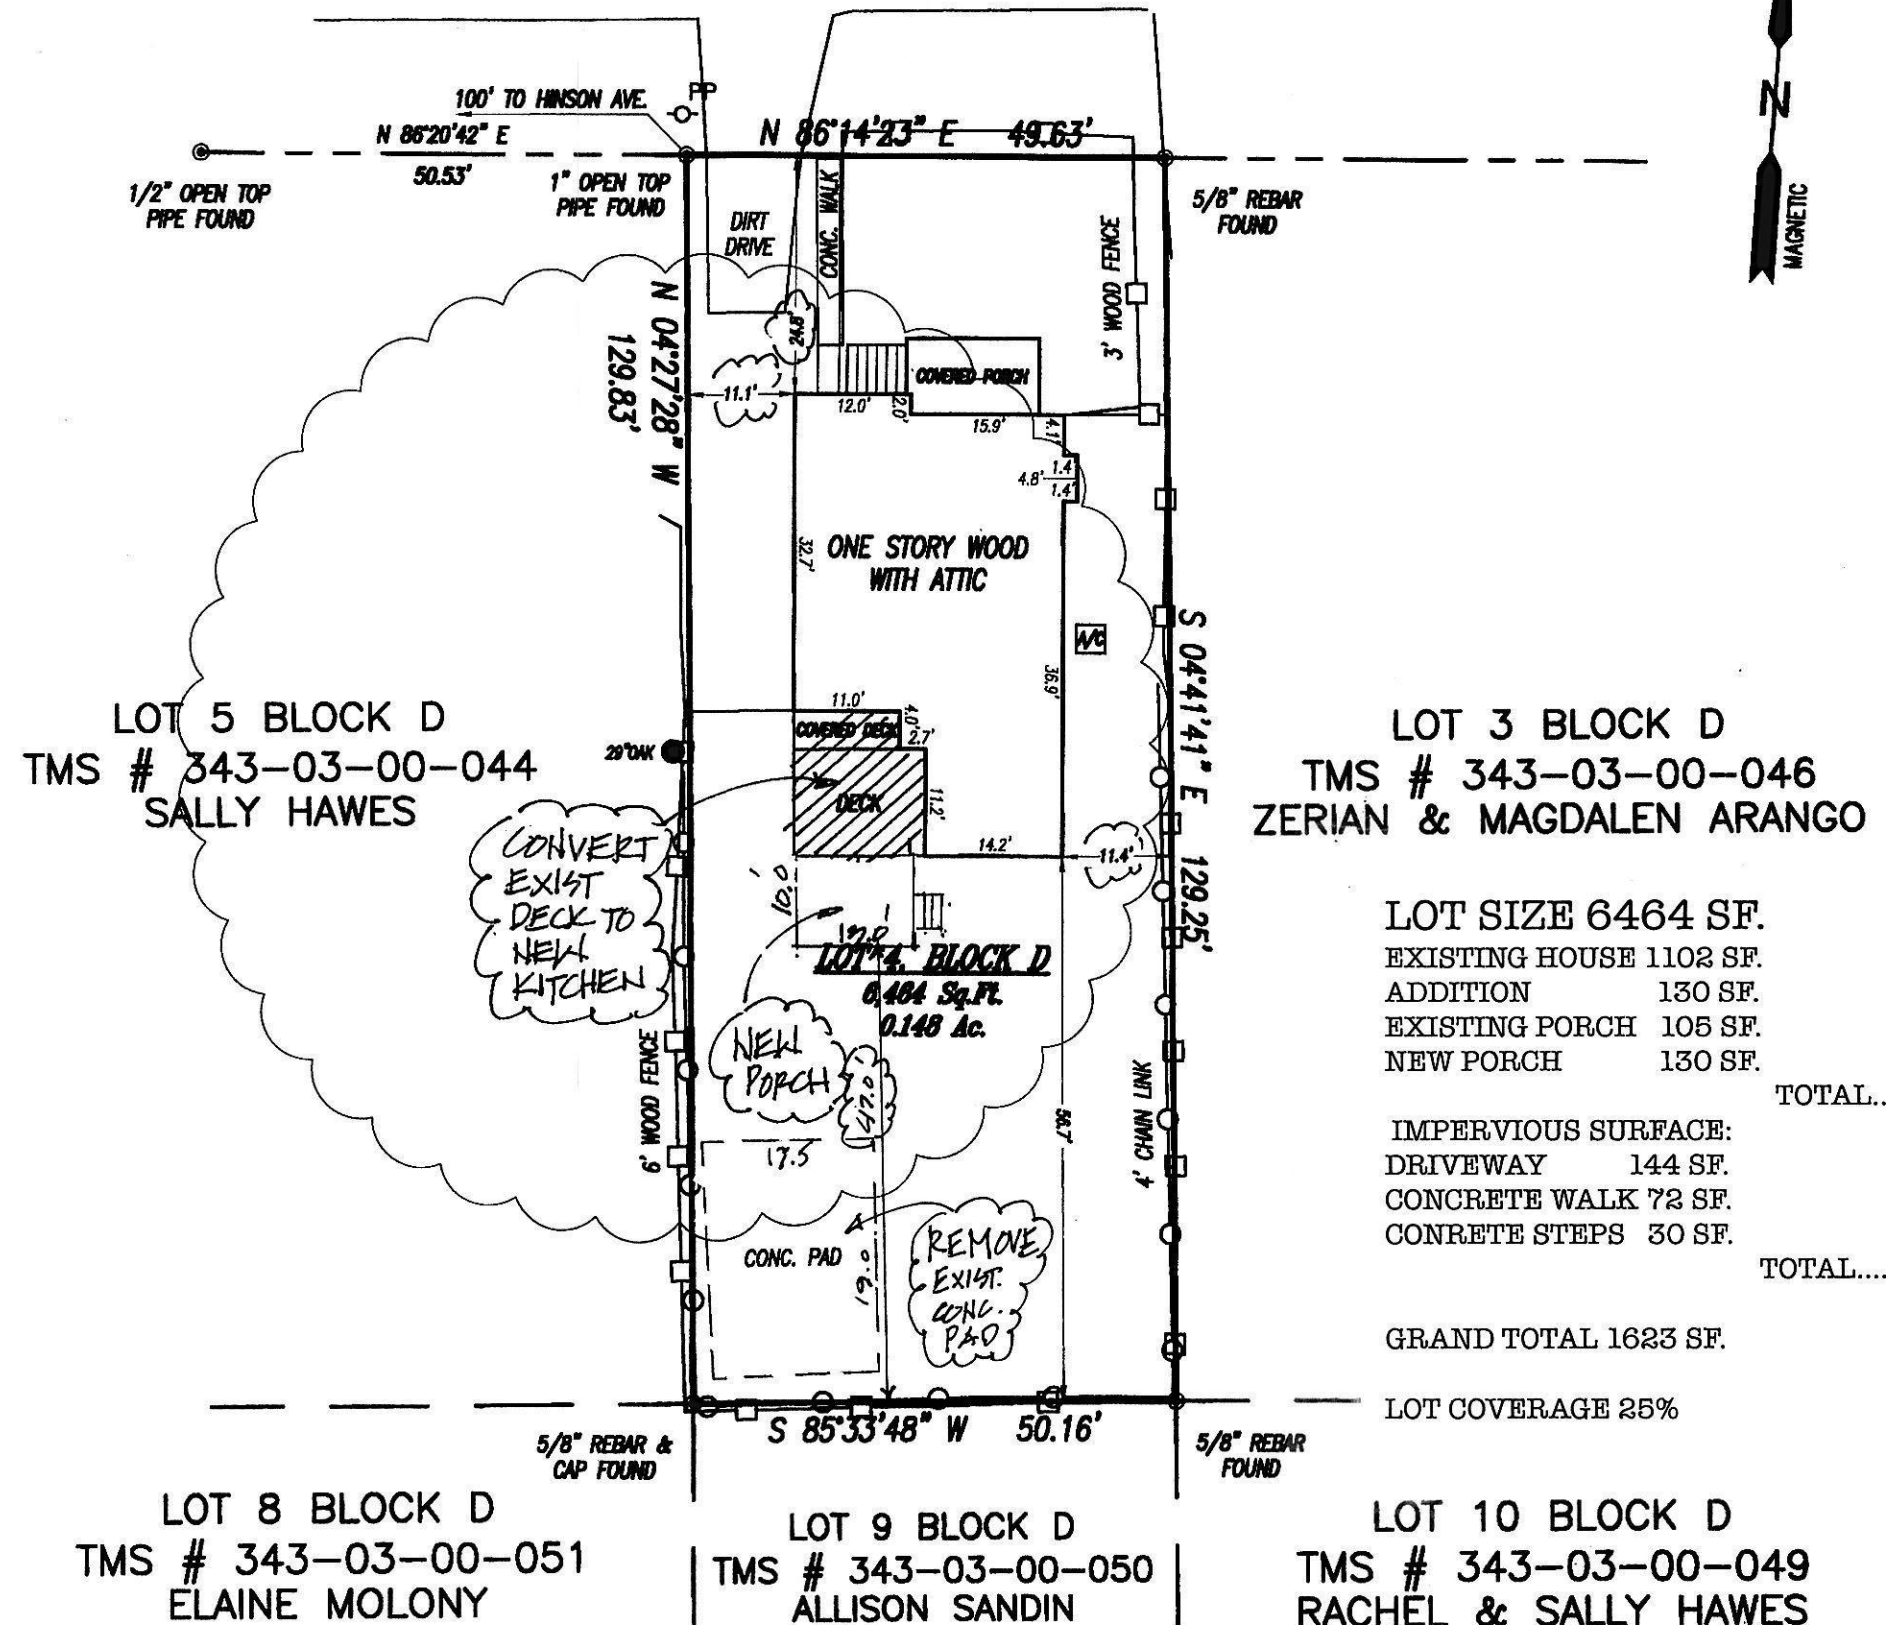 N
MAGNETIC
PP
100' TO HINSON AVE.
N 86°20'42" E
50.53'
N 86°14'23" E 49.63'
1/2" OPEN TOP
PIPE FOUND
1" OPEN TOP
PIPE FOUND
5/8" REBAR
FOUND
DIRT
DRIVE
CONC. WALK
3' WOOD FENCE
N 04°27'28" W
129.83'
24.8'
11.1'
12.0'
2.0'
COVERED PORCH
15.9'
4.1'
1.4'
4.8'
1.4'
32.7'
ONE STORY WOOD
WITH ATTIC
A/C
36.9'
S 04°41'41" E 129.25'
LOT 5 BLOCK D
TMS # 343-03-00-044
SALLY HAWES
29"OAK
11.0'
4.0'
COVERED DECK
2.7'
DECK
11.2'
14.2'
11.4'
LOT 3 BLOCK D
TMS # 343-03-00-046
ZERIAN & MAGDALEN ARANGO
CONVERT
EXIST
DECK TO
NEW
KITCHEN
10.0'
LOT 4, BLOCK D
6,464 Sq.Ft.
0.148 Ac.
NEW
PORCH
47.0'
56.7'
6' WOOD FENCE
4' CHAIN LINK
17.5
CONC. PAD
19.0
REMOVE
EXIST.
CONC.
PAD
LOT SIZE 6464 SF.
EXISTING HOUSE 1102 SF.
ADDITION 130 SF.
EXISTING PORCH 105 SF.
NEW PORCH 130 SF.
TOTAL..
IMPERVIOUS SURFACE:
DRIVEWAY 144 SF.
CONCRETE WALK 72 SF.
CONRETE STEPS 30 SF.
TOTAL....
GRAND TOTAL 1623 SF.
LOT COVERAGE 25%
S 85°33'48" W 50.16'
5/8" REBAR &
CAP FOUND
5/8" REBAR
FOUND
LOT 8 BLOCK D
TMS # 343-03-00-051
ELAINE MOLONY
LOT 9 BLOCK D
TMS # 343-03-00-050
ALLISON SANDIN
LOT 10 BLOCK D
TMS # 343-03-00-049
RACHEL & SALLY HAWES